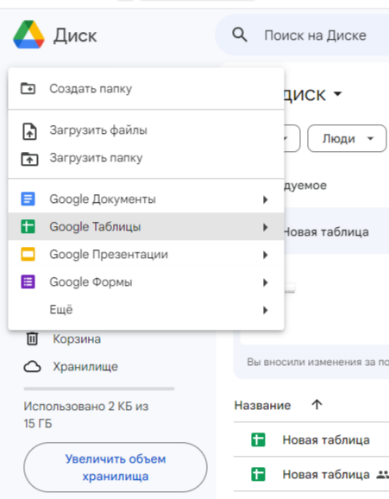 Диск
Поиск на Диске
Создать папку
диск
Загрузить файлы
Люди
Загрузить папку
Google Документы
Google Таблицы
Новая таблица
Google Презентации
Google Формы
Ещё
Корзина
Вы вносили изменения за
Хранилище
Использовано 2 КБ из
15 ГБ
Название
Увеличить объем
хранилища
Новая таблица
Новая таблица